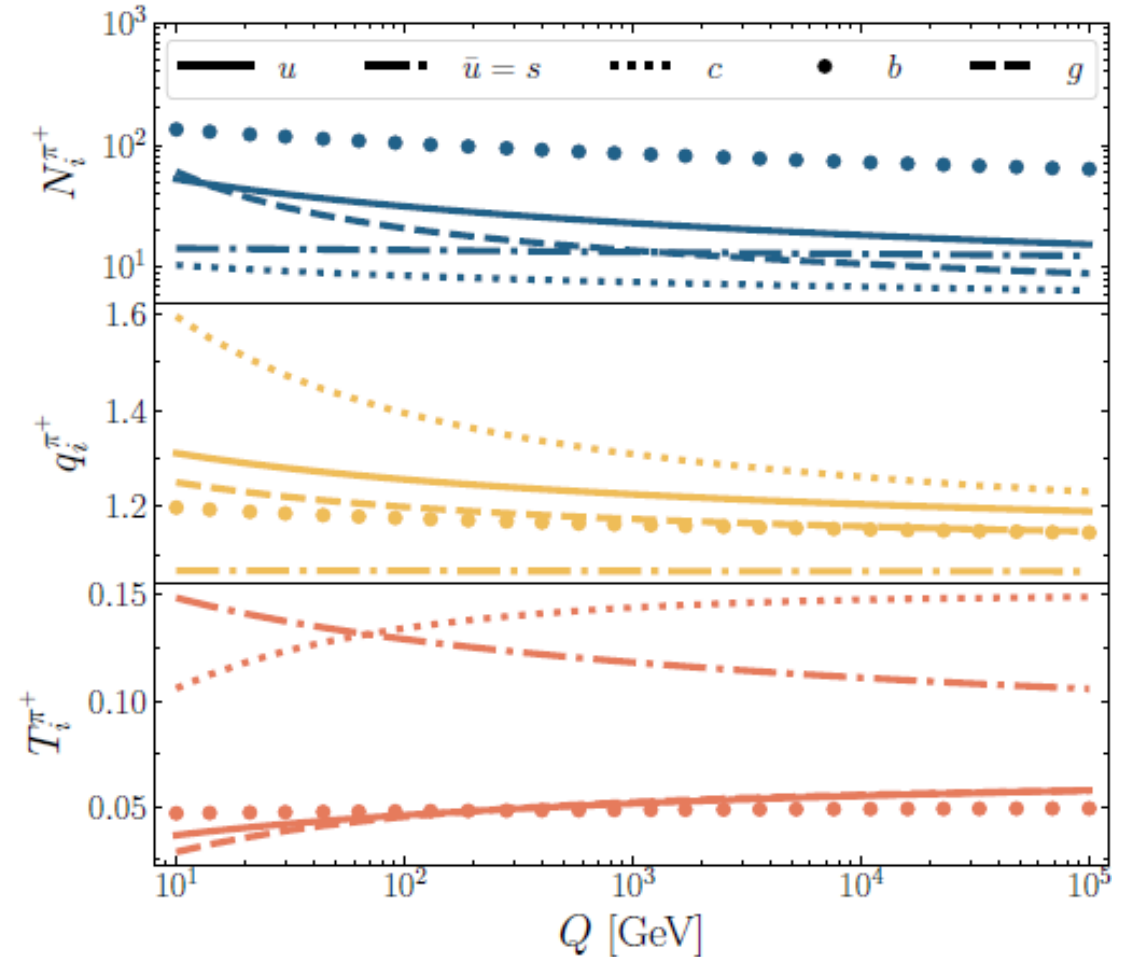 10³
u ū = s c b g
N_i^{π⁺}
10²
10¹
1.6
1.4
q_i^{π⁺}
1.2
0.15
T_i^{π⁺}
0.10
0.05
10¹ 10² 10³ 10⁴ 10⁵
Q [GeV]